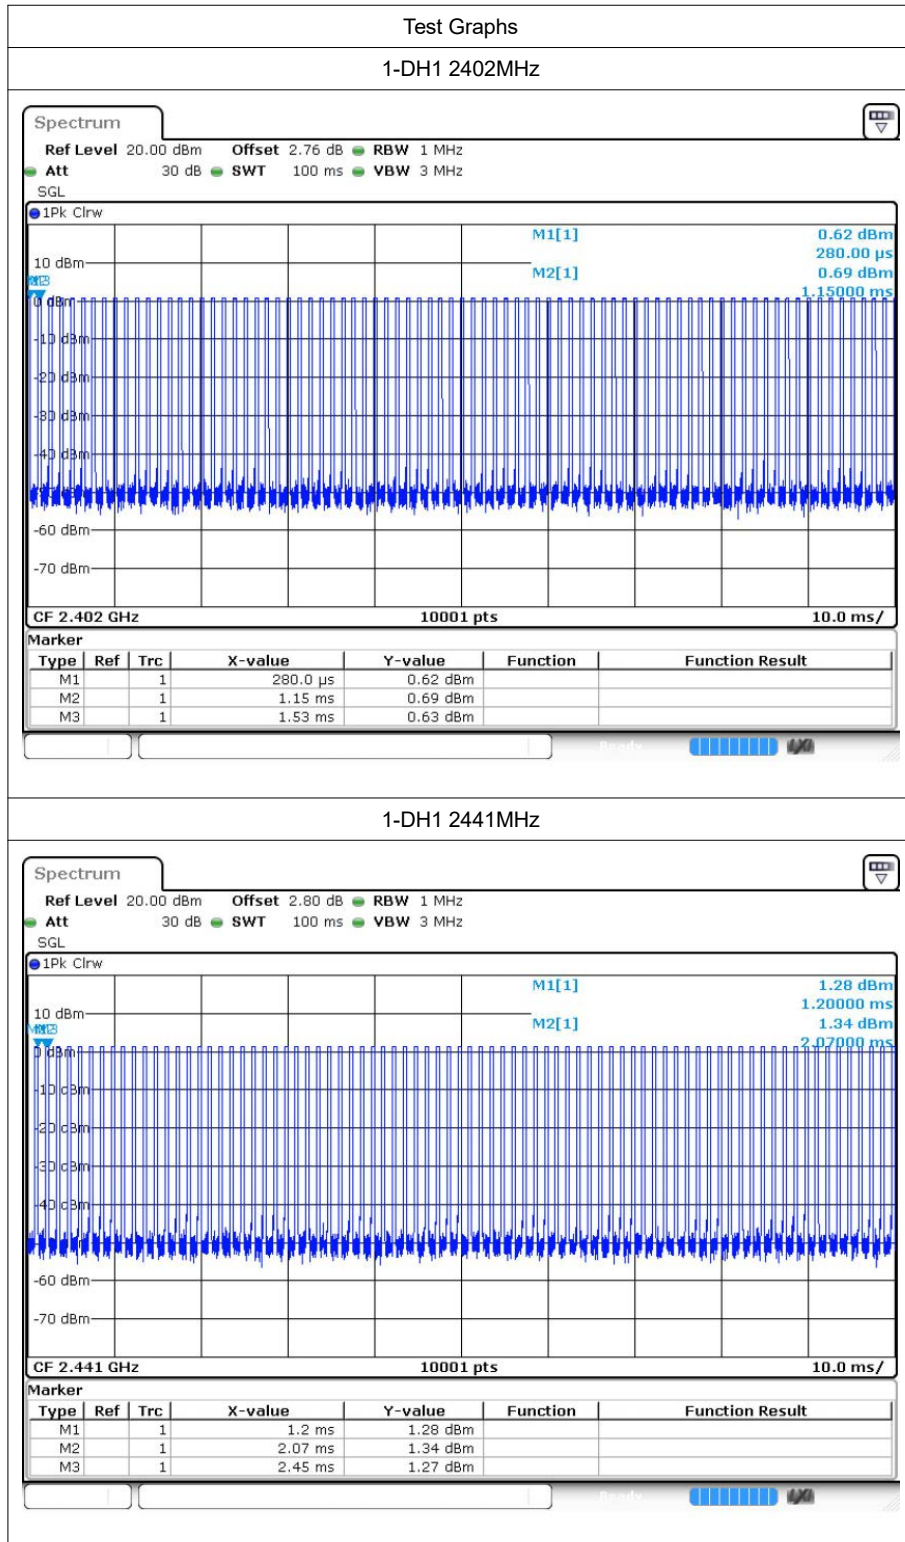 Test Graphs
1-DH1 2402MHz
Spectrum
Ref Level 20.00 dBm Offset 2.76 dB RBW 1 MHz
Att 30 dB SWT 100 ms VBW 3 MHz
SGL
1Pk Clrw
M1[1] 0.62 dBm
280.00 µs
10 dBm
M2[1] 0.69 dBm
1.15000 ms
0 dBm
-10 dBm
-20 dBm
-30 dBm
-40 dBm
-60 dBm
-70 dBm
CF 2.402 GHz 10001 pts 10.0 ms/
Marker
Type Ref Trc X-value Y-value Function Function Result
M1 1 280.0 µs 0.62 dBm
M2 1 1.15 ms 0.69 dBm
M3 1 1.53 ms 0.63 dBm
Ready
1-DH1 2441MHz
Spectrum
Ref Level 20.00 dBm Offset 2.80 dB RBW 1 MHz
Att 30 dB SWT 100 ms VBW 3 MHz
SGL
1Pk Clrw
M1[1] 1.28 dBm
1.20000 ms
10 dBm
M2[1] 1.34 dBm
2.07000 ms
0 dBm
-10 dBm
-20 dBm
-30 dBm
-40 dBm
-60 dBm
-70 dBm
CF 2.441 GHz 10001 pts 10.0 ms/
Marker
Type Ref Trc X-value Y-value Function Function Result
M1 1 1.2 ms 1.28 dBm
M2 1 2.07 ms 1.34 dBm
M3 1 2.45 ms 1.27 dBm
Ready